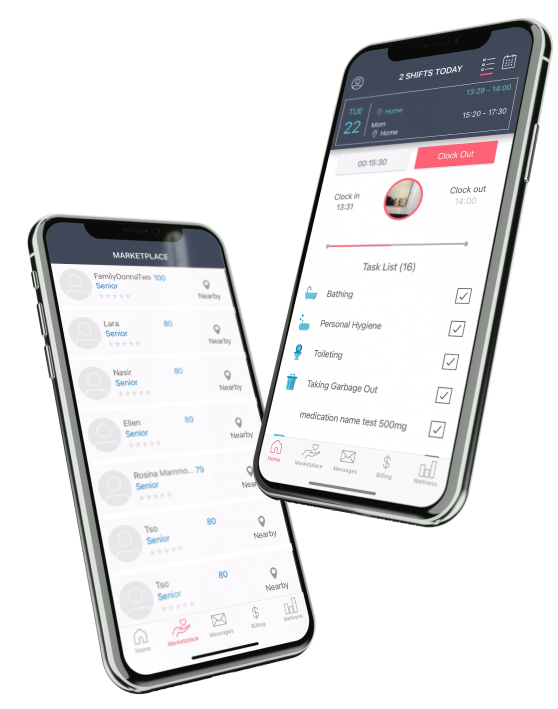 2 SHIFTS TODAY
TUE
22
Home
13:29 - 14:00
Mom
Home
15:20 - 17:30
00:15:30
Clock Out
Clock in
13:31
Clock out
14:00
Task List (16)
Bathing
Personal Hygiene
Toileting
Taking Garbage Out
medication name test 500mg
Home
Marketplace
Messages
Billing
Wellness
MARKETPLACE
FamilyDonnaTwo 100
Senior
Nearby
Lara 80
Senior
Nearby
Nasir 80
Senior
Nearby
Ellen 80
Senior
Nearby
Rosina Mammo... 79
Senior
Tso 80
Senior
Nearby
Tso 80
Senior
Nearby
Home
Marketplace
Messages
Billing
Wellness